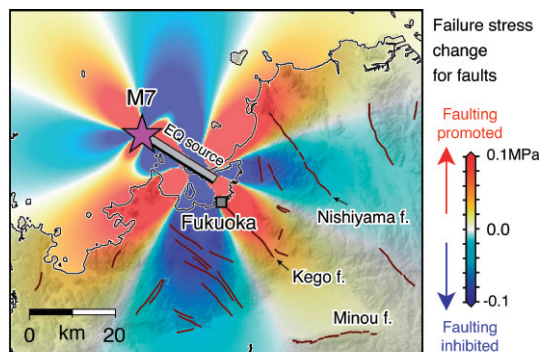 Failure stress
change
for faults
M7
EQ source
Faulting
promoted
0.1MPa
Fukuoka
Nishiyama f.
0.0
Kego f.
Minou f.
-0.1
0 km 20
Faulting
inhibited